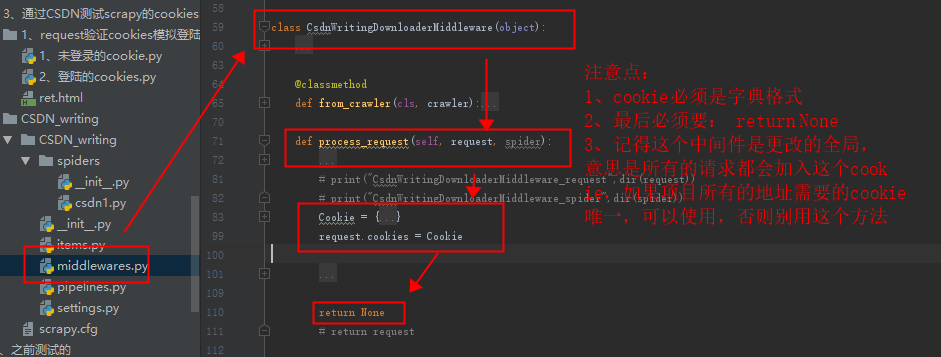 3、通过CSDN测试scrapy的cookies
1、request验证cookies模拟登陆
1、未登录的cookie.py
2、登陆的cookies.py
ret.html
CSDN_writing
CSDN_writing
spiders
__init__.py
csdn1.py
__init__.py
items.py
middlewares.py
pipelines.py
settings.py
scrapy.cfg
、之前测试的
58
59 class CsdnWritingDownloaderMiddleware(object):
60 ...
64 @classmethod
65 def from_crawler(cls, crawler):...
70
71 def process_request(self, request, spider):
72 ...
81 # print("CsdnWritingDownloaderMiddleware_request",dir(request))
82 # print("CsdnWritingDownloaderMiddleware_spider",dir(spider))
83 Cookie = {...}
99 request.cookies = Cookie
100
101 ...
109
110 return None
111 # return request
112
注意点：
1、cookie必须是字典格式
2、最后必须要： return None
3、记得这个中间件是更改的全局，
意思是所有的请求都会加入这个cook
ie，如果项目所有的地址需要的cookie
唯一，可以使用，否则别用这个方法